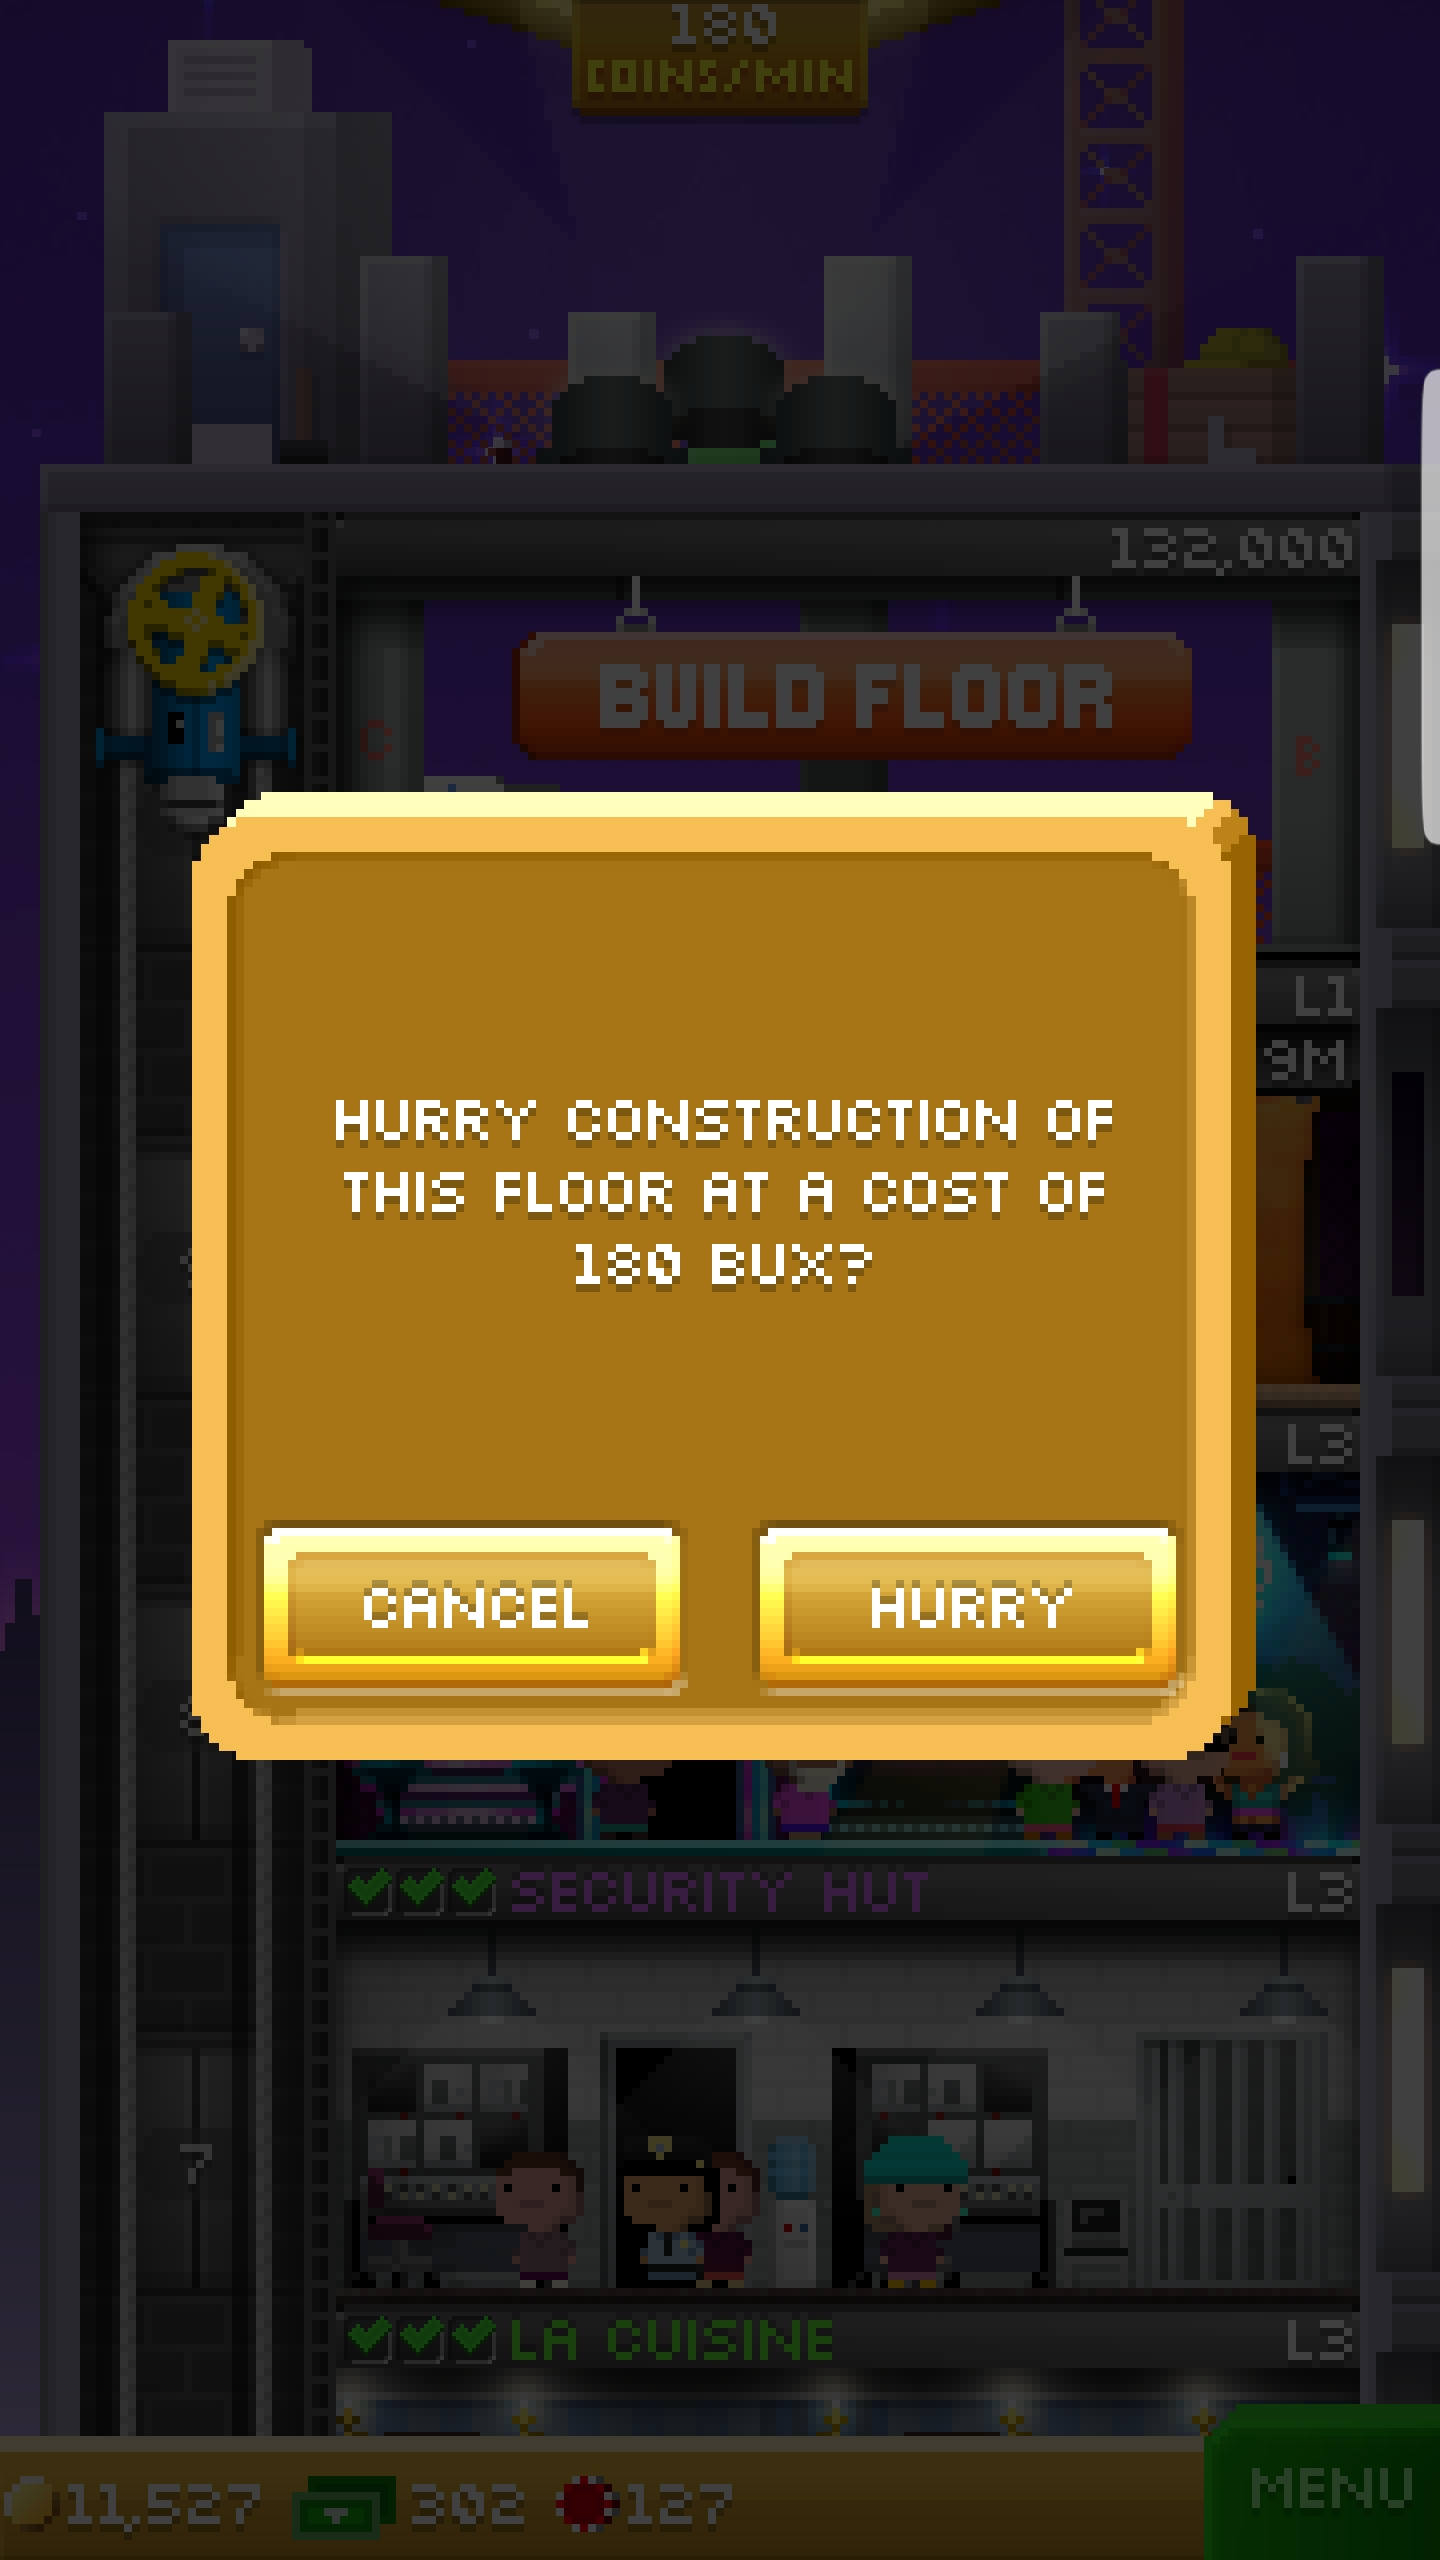 180
COINS/MIN
132,000
BUILD FLOOR
C
B
L1
9M
HURRY CONSTRUCTION OF
THIS FLOOR AT A COST OF
180 BUX?
L3
CANCEL
HURRY
SECURITY HUT
L3
7
LA CUISINE
L3
11,527
302
127
MENU